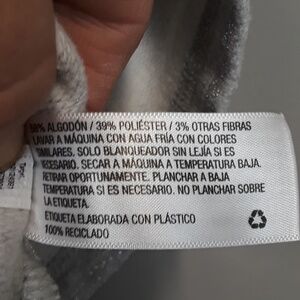 58% ALGODÓN / 39% POLIÉSTER / 3% OTRAS FIBRAS
LAVAR A MÁQUINA CON AGUA FRÍA CON COLORES
SIMILARES, SOLO BLANQUEADOR SIN LEJÍA SI ES
NECESARIO. SECAR A MÁQUINA A TEMPERATURA BAJA.
RETIRAR OPORTUNAMENTE. PLANCHAR A BAJA
TEMPERATURA SI ES NECESARIO. NO PLANCHAR SOBRE
LA ETIQUETA.
ETIQUETA ELABORADA CON PLÁSTICO
100% RECICLADO